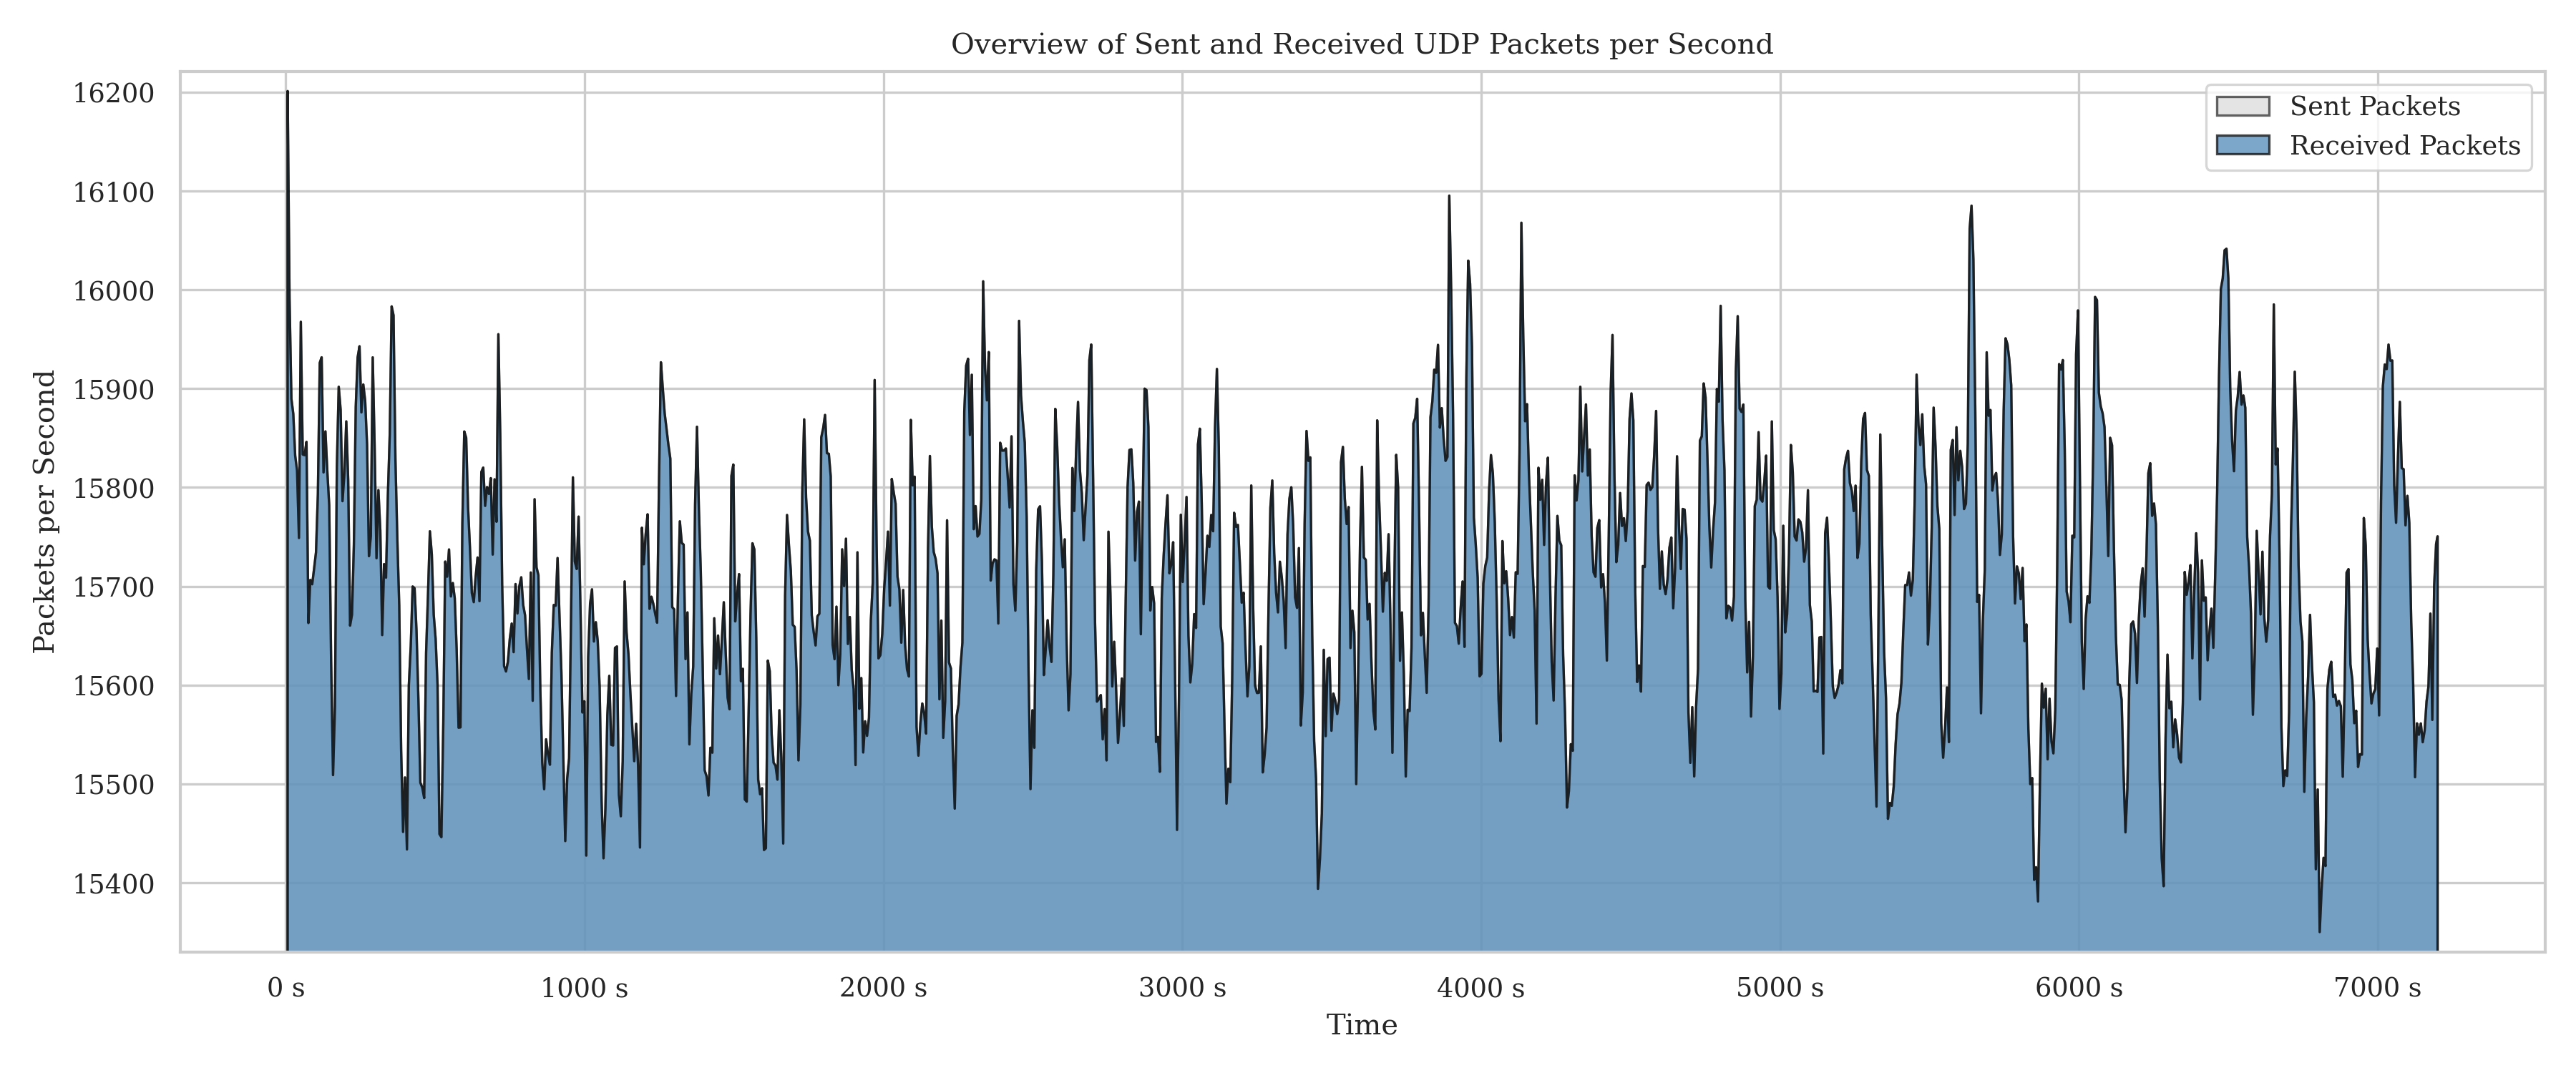 Overview of Sent and Received UDP Packets per Second
Sent Packets
Received Packets
Packets per Second
16200
16100
16000
15900
15800
15700
15600
15500
15400
0 s
1000 s
2000 s
3000 s
4000 s
5000 s
6000 s
7000 s
Time